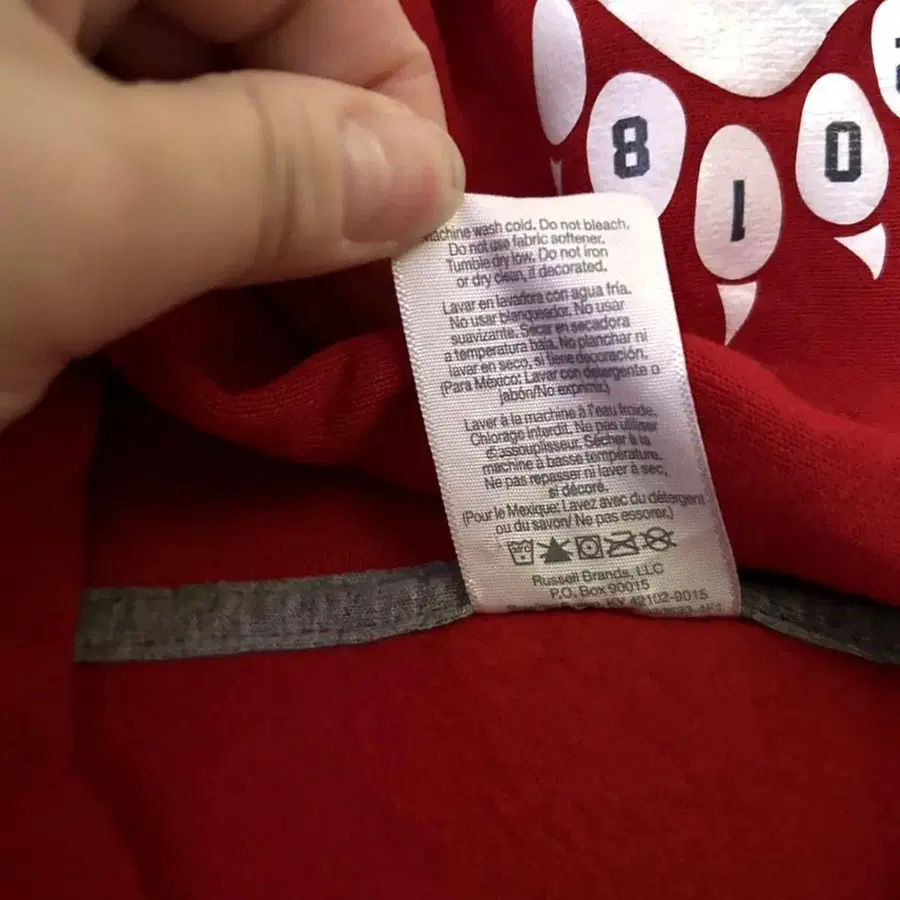 8
1
0
2
Machine wash cold. Do not bleach.
Do not use fabric softener.
Tumble dry low. Do not iron
or dry clean, if decorated.
Lavar en lavadora con agua fría.
No usar blanqueador. No usar
suavizante. Secar en secadora
a temperatura baja. No planchar ni
lavar en seco, si tiene decoración.
(Para México: Lavar con detergente o
jabón/No exprimir.)
Laver à la machine à l'eau froide.
Chlorage interdit. Ne pas utiliser
d'assouplisseur. Sécher à la
machine à basse température.
Ne pas repasser ni laver à sec,
si décoré.
(Pour le Mexique: Lavez avec du détergent
ou du savon/ Ne pas essorer.)
Russell Brands, LLC
P.O. Box 90015
KY 42102-9015